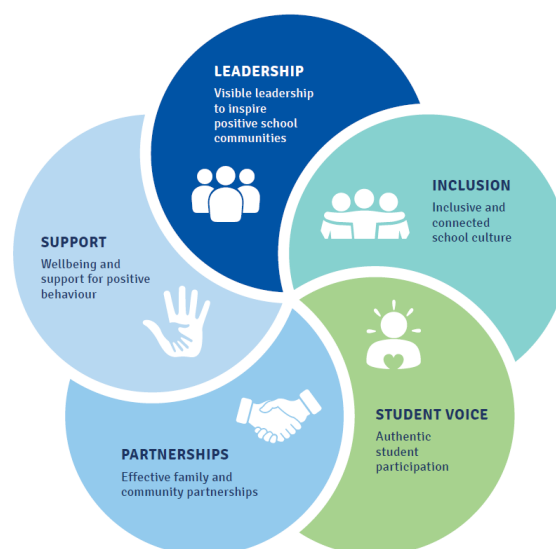 LEADERSHIP
Visible leadership
to inspire
positive school
communities
INCLUSION
Inclusive and
connected
school culture
SUPPORT
Wellbeing and
support for positive
behaviour
STUDENT VOICE
Authentic
student
participation
PARTNERSHIPS
Effective family and
community partnerships